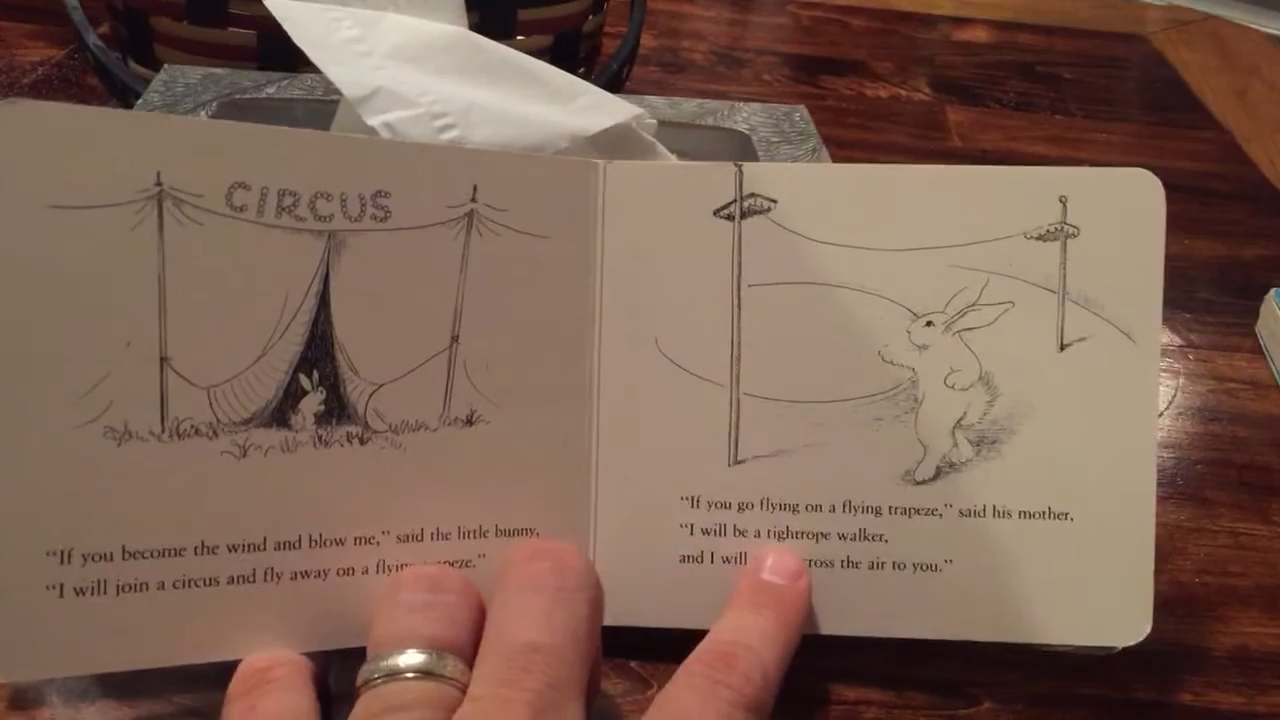 CIRCUS
"If you become the wind and blow me," said the little bunny,
"I will join a circus and fly away on a
"If you go flying on a flying trapeze," said his mother,
"I will be a tightrope walker,
and I will the air to you."